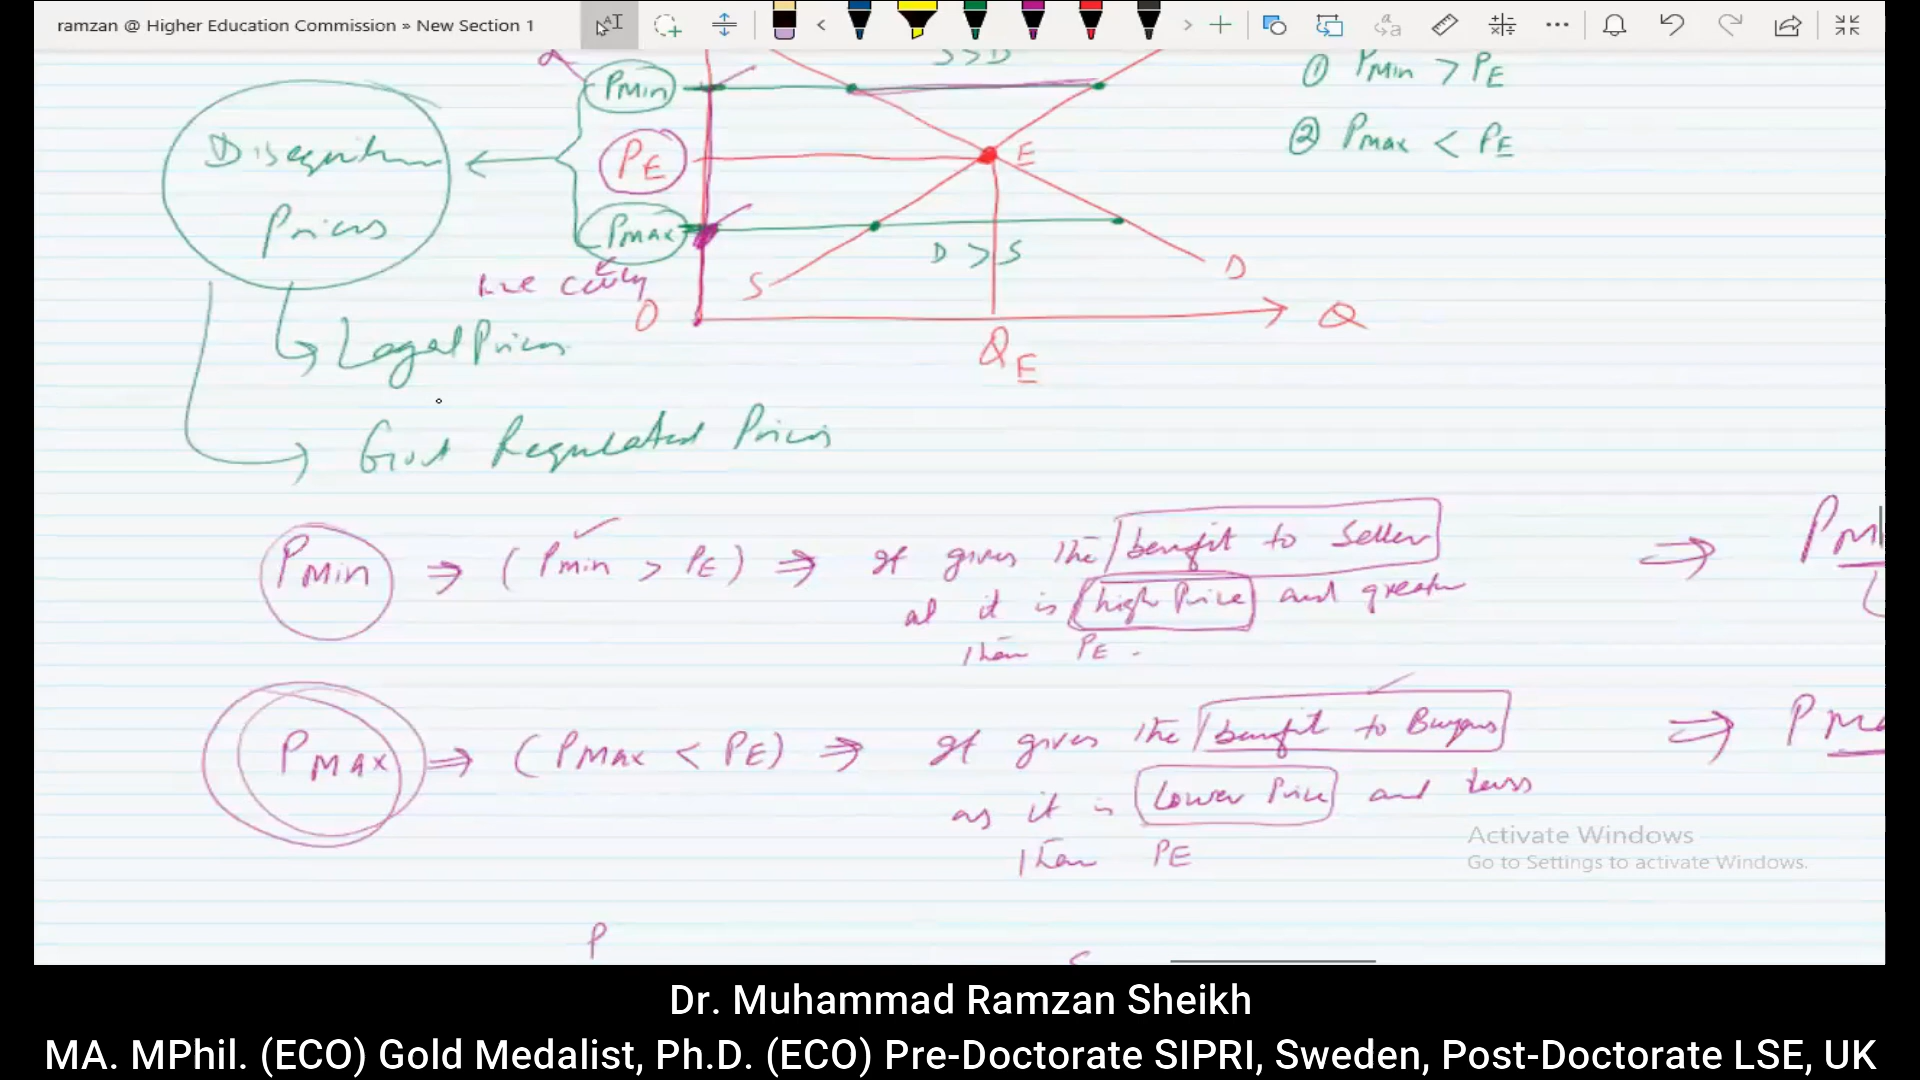 ramzan @ Higher Education Commission » New Section 1
S > D
PMin
① PMin > PE
② PMax < PE
Prices
PE
E
PMAX
D > S
S
D
O
Q
QE
Legal Prices
Govt Regulated Prices
PMin ⇒ (Pmin > PE) ⇒ It gives the benefit to Seller ⇒
it is high Price and greater
than PE.
PMAX ⇒ (PMax < PE) ⇒ It gives the benefit to Buyers ⇒
as it is Lower Price and less
than PE
Activate Windows
Go to Settings to activate Windows.
P
S
Dr. Muhammad Ramzan Sheikh
MA. MPhil. (ECO) Gold Medalist, Ph.D. (ECO) Pre-Doctorate SIPRI, Sweden, Post-Doctorate LSE, UK